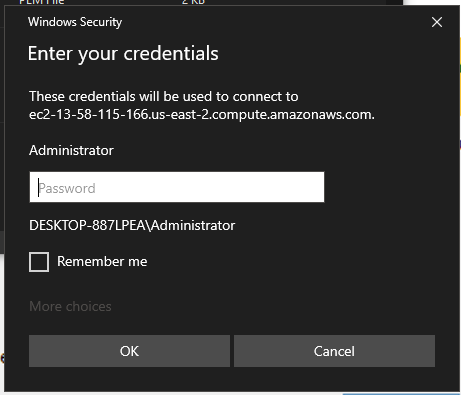 PEM File 2 KB
Windows Security
Enter your credentials
These credentials will be used to connect to
ec2-13-58-115-166.us-east-2.compute.amazonaws.com.
Administrator
Password
DESKTOP-887LPEA\Administrator
Remember me
More choices
OK Cancel